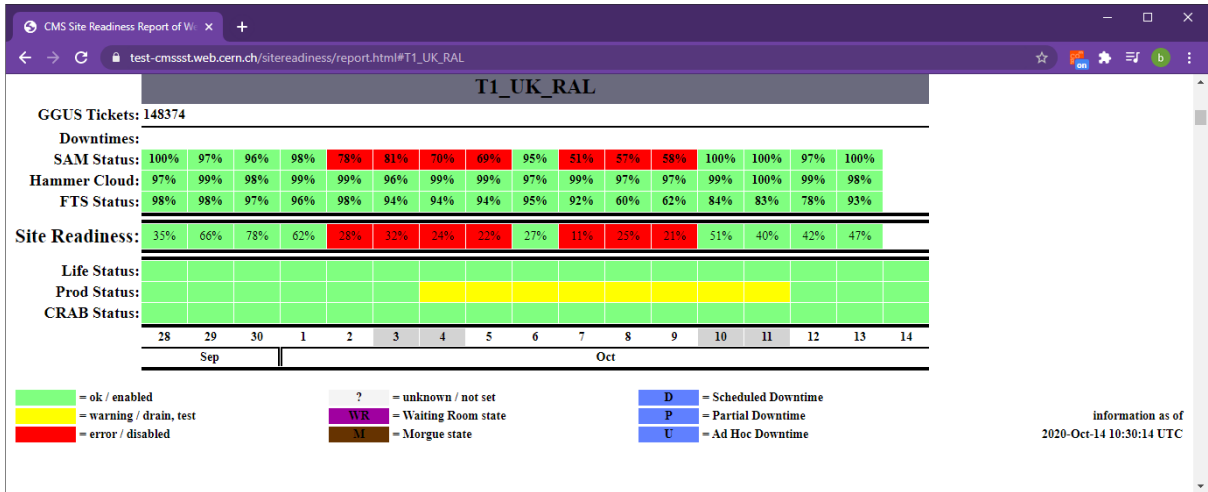 CMS Site Readiness Report of We
test-cmssst.web.cern.ch/sitereadiness/report.html#T1_UK_RAL
on
b
T1_UK_RAL
GGUS Tickets: 148374
Downtimes:
SAM Status: 100% 97% 96% 98% 78% 81% 70% 69% 95% 51% 57% 58% 100% 100% 97% 100%
Hammer Cloud: 97% 99% 98% 99% 99% 96% 99% 99% 97% 99% 97% 97% 99% 100% 99% 98%
FTS Status: 98% 98% 97% 96% 98% 94% 94% 94% 95% 92% 60% 62% 84% 83% 78% 93%
Site Readiness: 35% 66% 78% 62% 28% 32% 24% 22% 27% 11% 25% 21% 51% 40% 42% 47%
Life Status:
Prod Status:
CRAB Status:
28 29 30 1 2 3 4 5 6 7 8 9 10 11 12 13 14
Sep Oct
= ok / enabled ? = unknown / not set D = Scheduled Downtime
= warning / drain, test WR = Waiting Room state P = Partial Downtime information as of
= error / disabled M = Morgue state U = Ad Hoc Downtime 2020-Oct-14 10:30:14 UTC